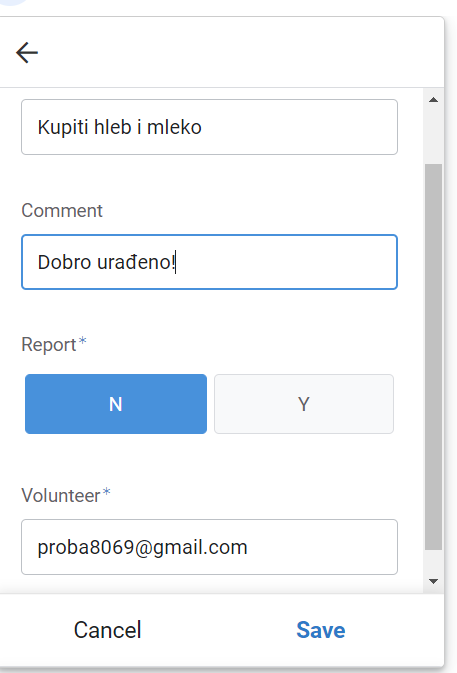 Kupiti hleb i mleko
Comment
Dobro urađeno!
Report*
N Y
Volunteer*
proba8069@gmail.com
Cancel Save